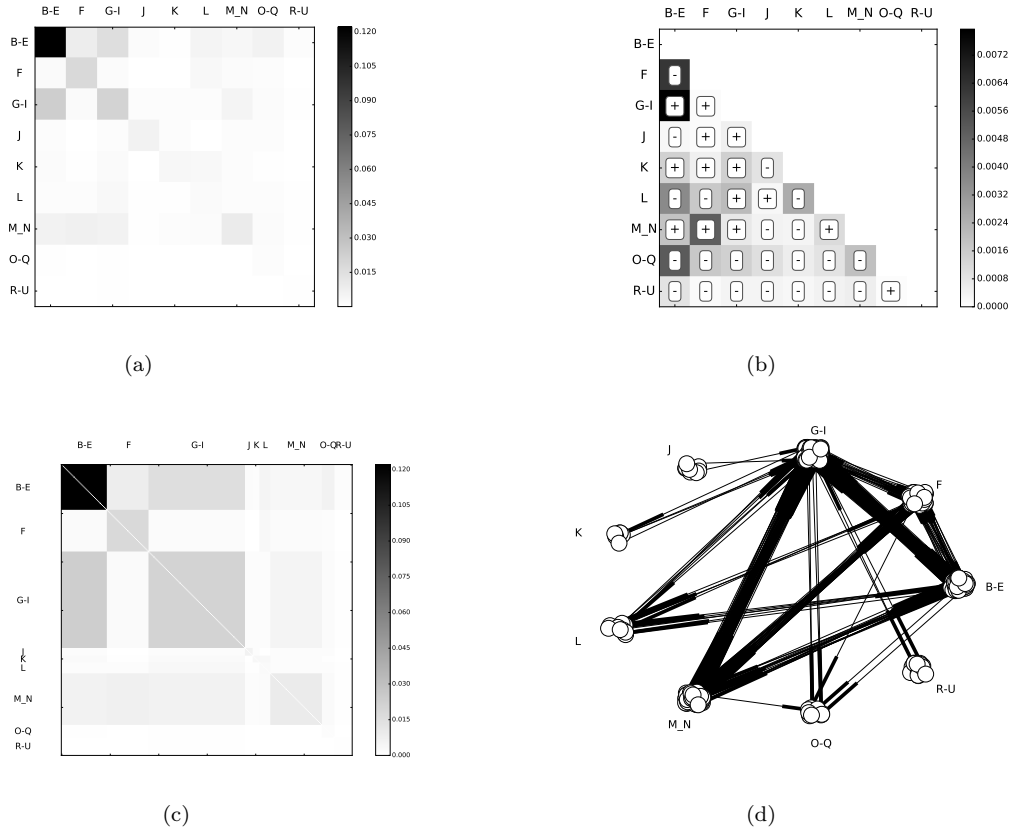 B-E F G-I J K L M_N O-Q R-U
B-E
F
G-I
J
K
L
M_N
O-Q
R-U
0.120
0.105
0.090
0.075
0.060
0.045
0.030
0.015
(a)
B-E F G-I J K L M_N O-Q R-U
B-E
F -
G-I + +
J - + +
K + + + -
L - - + + -
M_N + + + - - +
O-Q - - - - - - -
R-U - - - - - - - +
0.0072
0.0064
0.0056
0.0048
0.0040
0.0032
0.0024
0.0016
0.0008
0.0000
(b)
B-E F G-I J K L M_N O-Q R-U
B-E
F
G-I
J
K
L
M_N
O-Q
R-U
0.120
0.105
0.090
0.075
0.060
0.045
0.030
0.015
0.000
(c)
G-I
J
F
K
B-E
L
R-U
M_N
O-Q
(d)